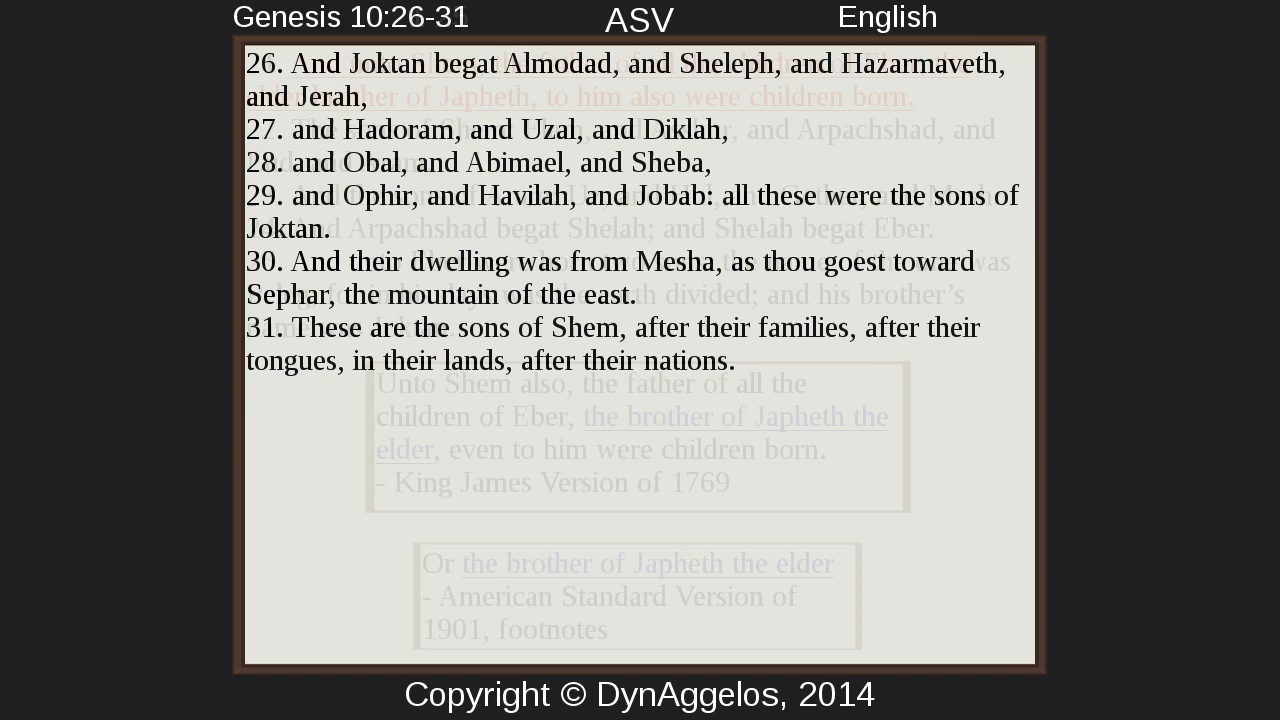 Genesis 10:26-31
ASV
English
26. And Joktan begat Almodad, and Sheleph, and Hazarmaveth,
and Jerah,
27. and Hadoram, and Uzal, and Diklah,
28. and Obal, and Abimael, and Sheba,
29. and Ophir, and Havilah, and Jobab: all these were the sons of
Joktan.
30. And their dwelling was from Mesha, as thou goest toward
Sephar, the mountain of the east.
31. These are the sons of Shem, after their families, after their
tongues, in their lands, after their nations.
Unto Shem also, the father of all the
children of Eber, the brother of Japheth the
elder, even to him were children born.
- King James Version of 1769
Or the brother of Japheth the elder
- American Standard Version of
1901, footnotes
Copyright © DynAggelos, 2014